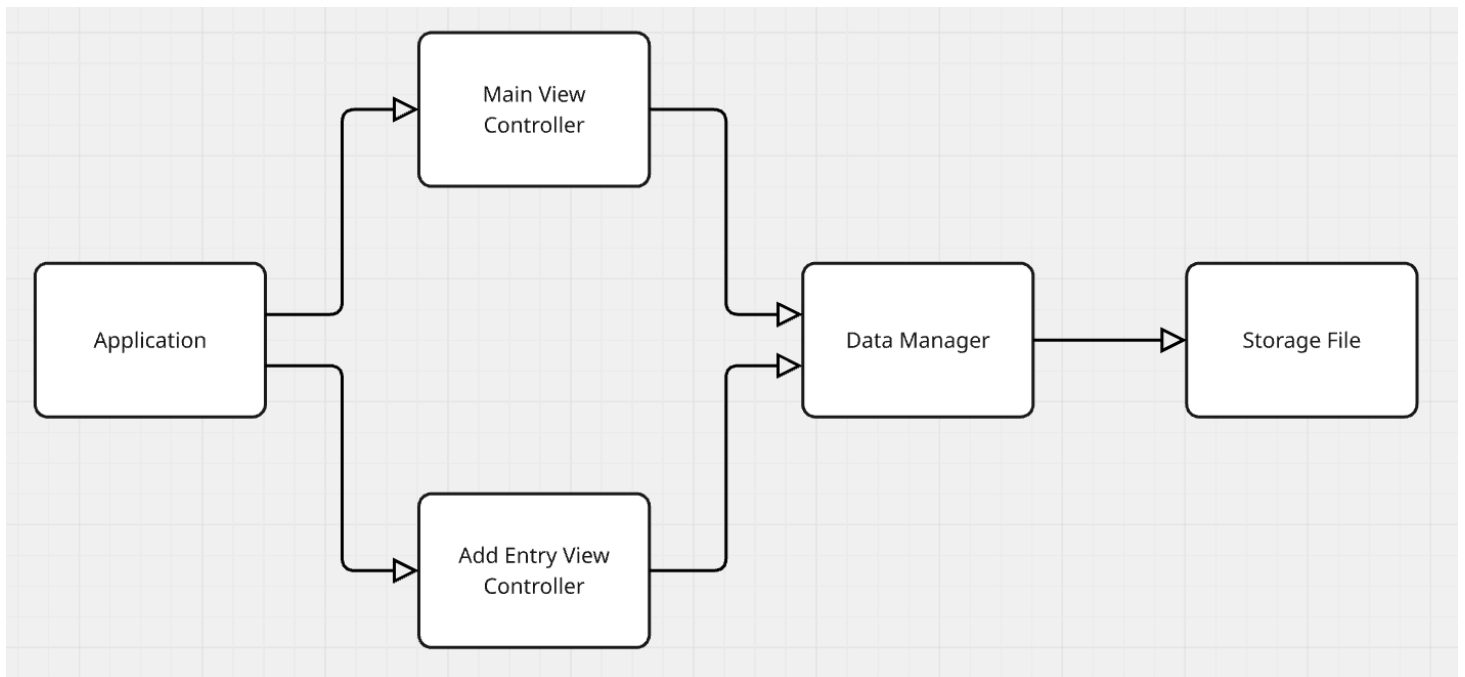 Main View
Controller
Application
Data Manager
Storage File
Add Entry View
Controller